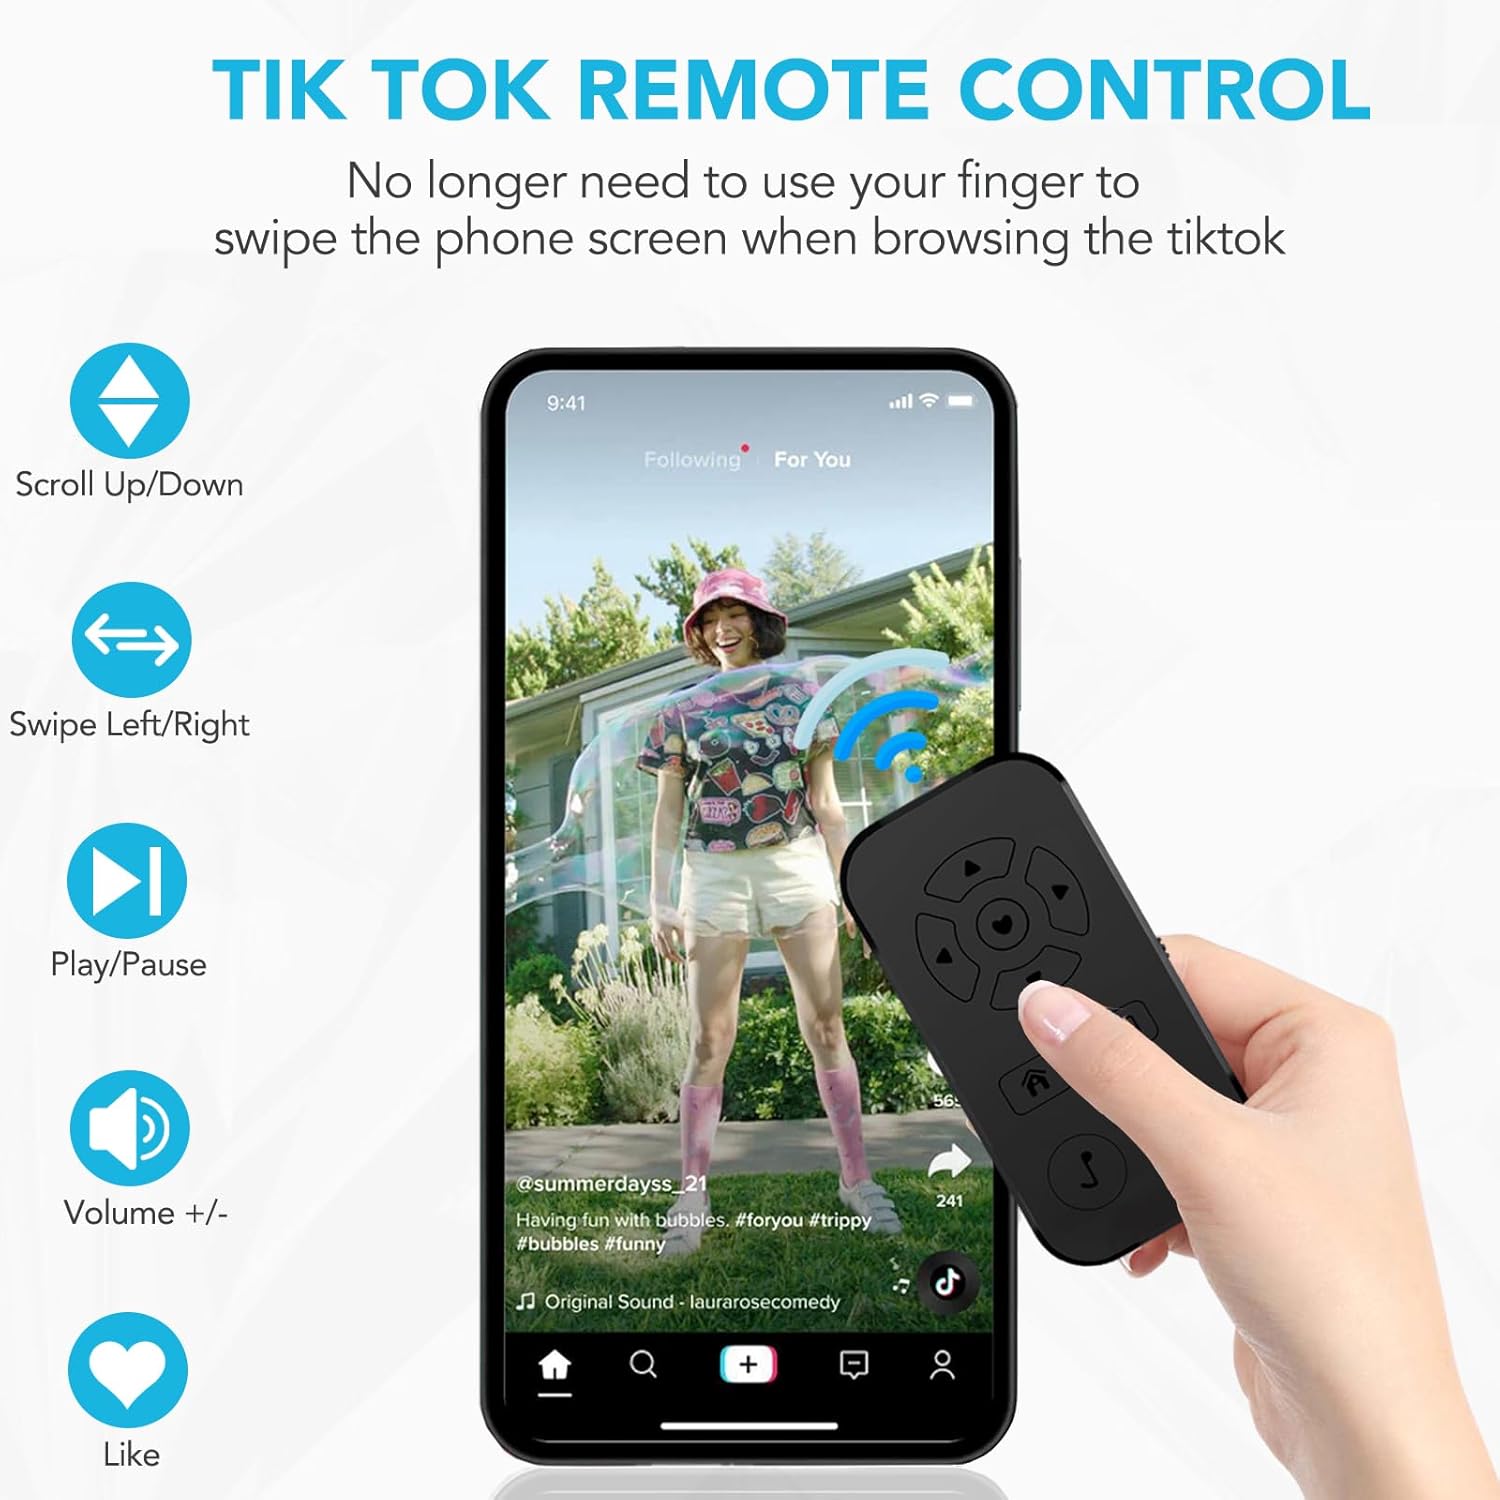 TIK TOK REMOTE CONTROL
No longer need to use your finger to
swipe the phone screen when browsing the tiktok
Scroll Up/Down
Swipe Left/Right
Play/Pause
Volume +/-
Like
9:41
Following
For You
241
@summerdayss_21
Having fun with bubbles. #foryou #trippy
#bubbles #funny
Original Sound - laurarosecomedy